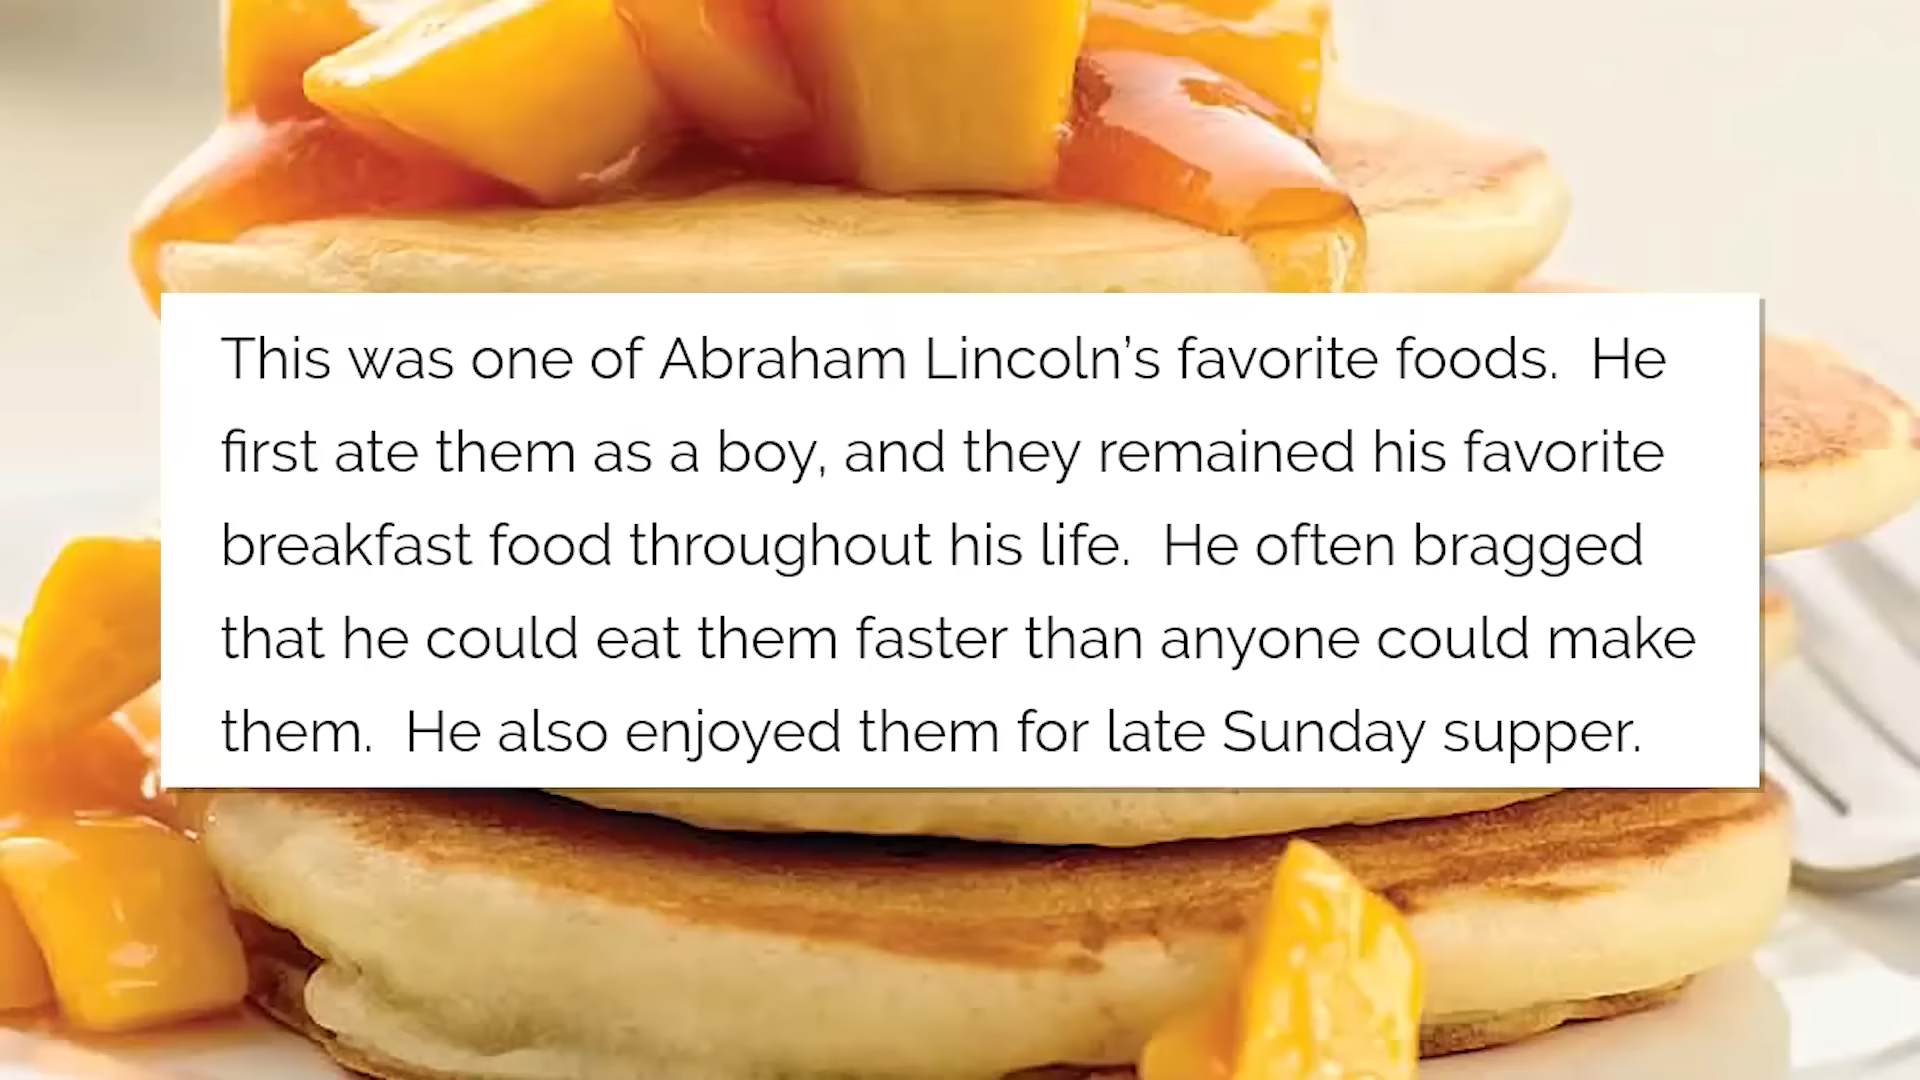 This was one of Abraham Lincoln’s favorite foods.  He
first ate them as a boy, and they remained his favorite
breakfast food throughout his life.  He often bragged
that he could eat them faster than anyone could make
them.  He also enjoyed them for late Sunday supper.